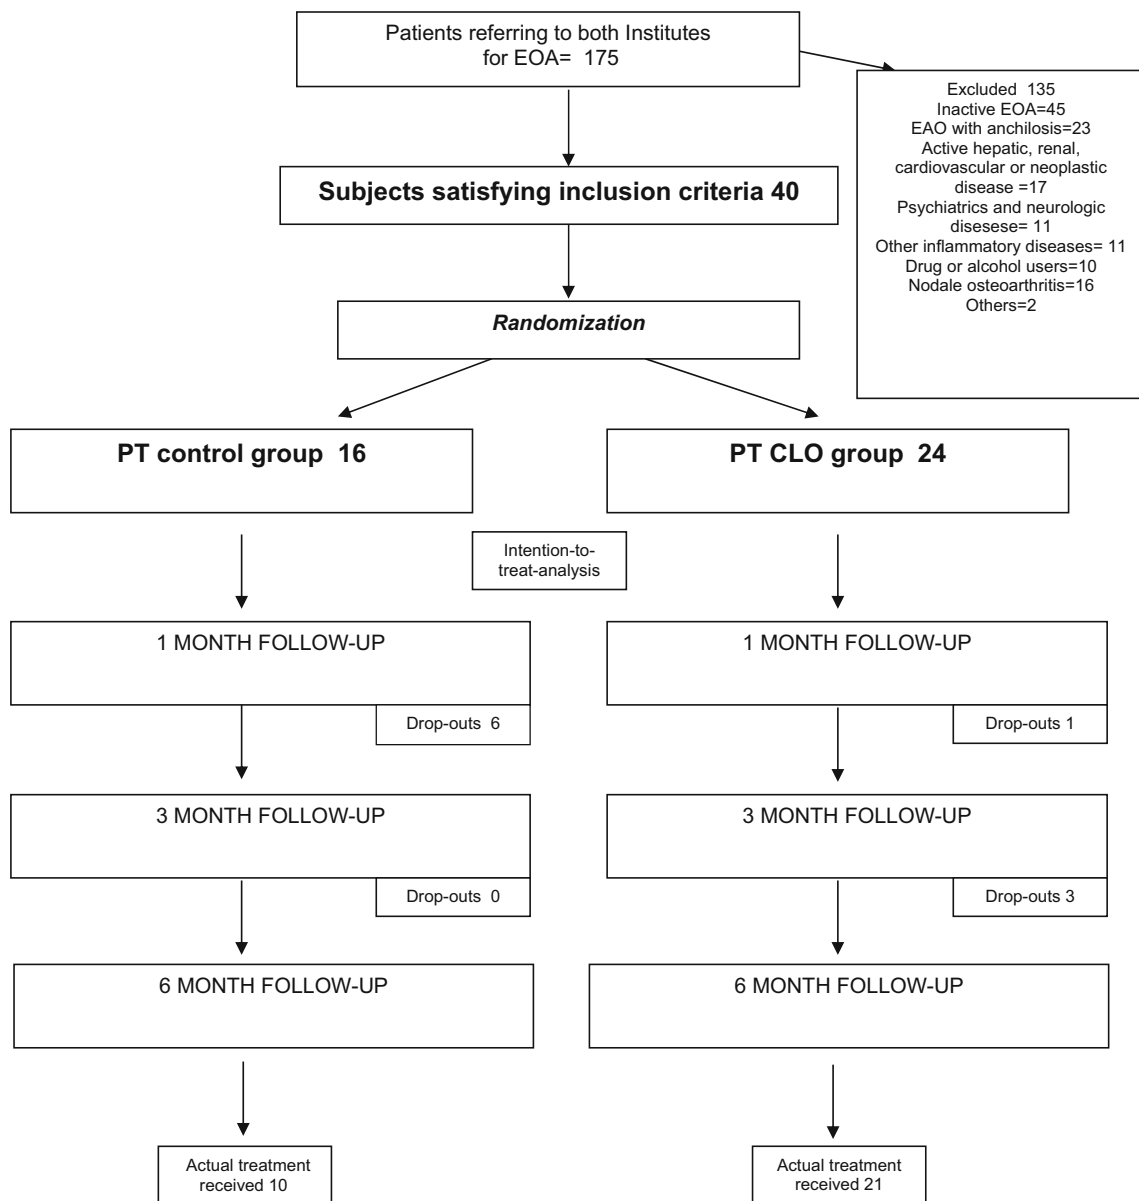 Patients referring to both Institutes
for EOA=  175
Excluded  135
Inactive EOA=45
EAO with anchilosis=23
Active hepatic, renal,
cardiovascular or neoplastic
disease =17
Psychiatrics and neurologic
disesese= 11
Other inflammatory diseases= 11
Drug or alcohol users=10
Nodale osteoarthritis=16
Others=2
Subjects satisfying inclusion criteria 40
Randomization
PT control group  16
PT CLO group  24
Intention-to-
treat-analysis
1 MONTH FOLLOW-UP
1 MONTH FOLLOW-UP
Drop-outs  6
Drop-outs 1
3 MONTH FOLLOW-UP
3 MONTH FOLLOW-UP
Drop-outs  0
Drop-outs 3
6 MONTH FOLLOW-UP
6 MONTH FOLLOW-UP
Actual treatment
received 10
Actual treatment
received 21